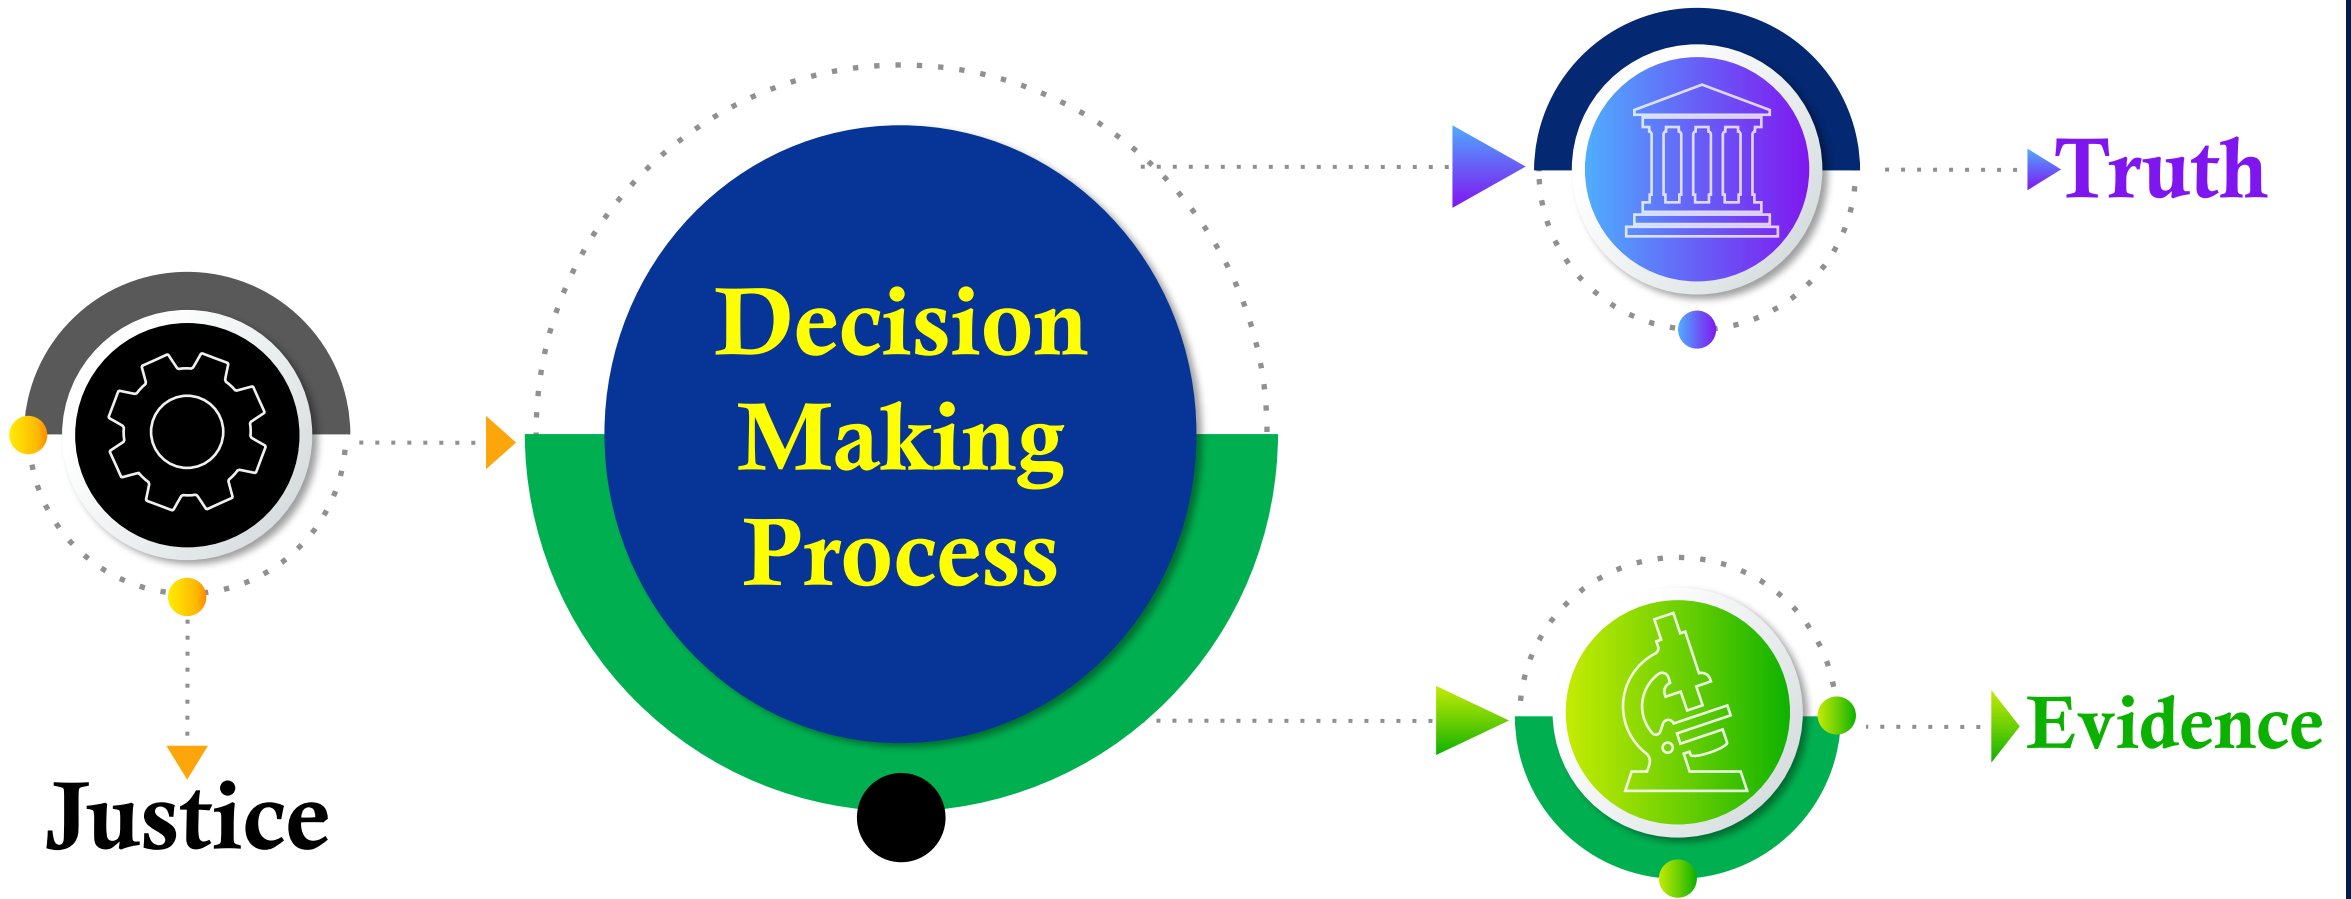 Justice
Decision
Making
Process
Truth
Evidence